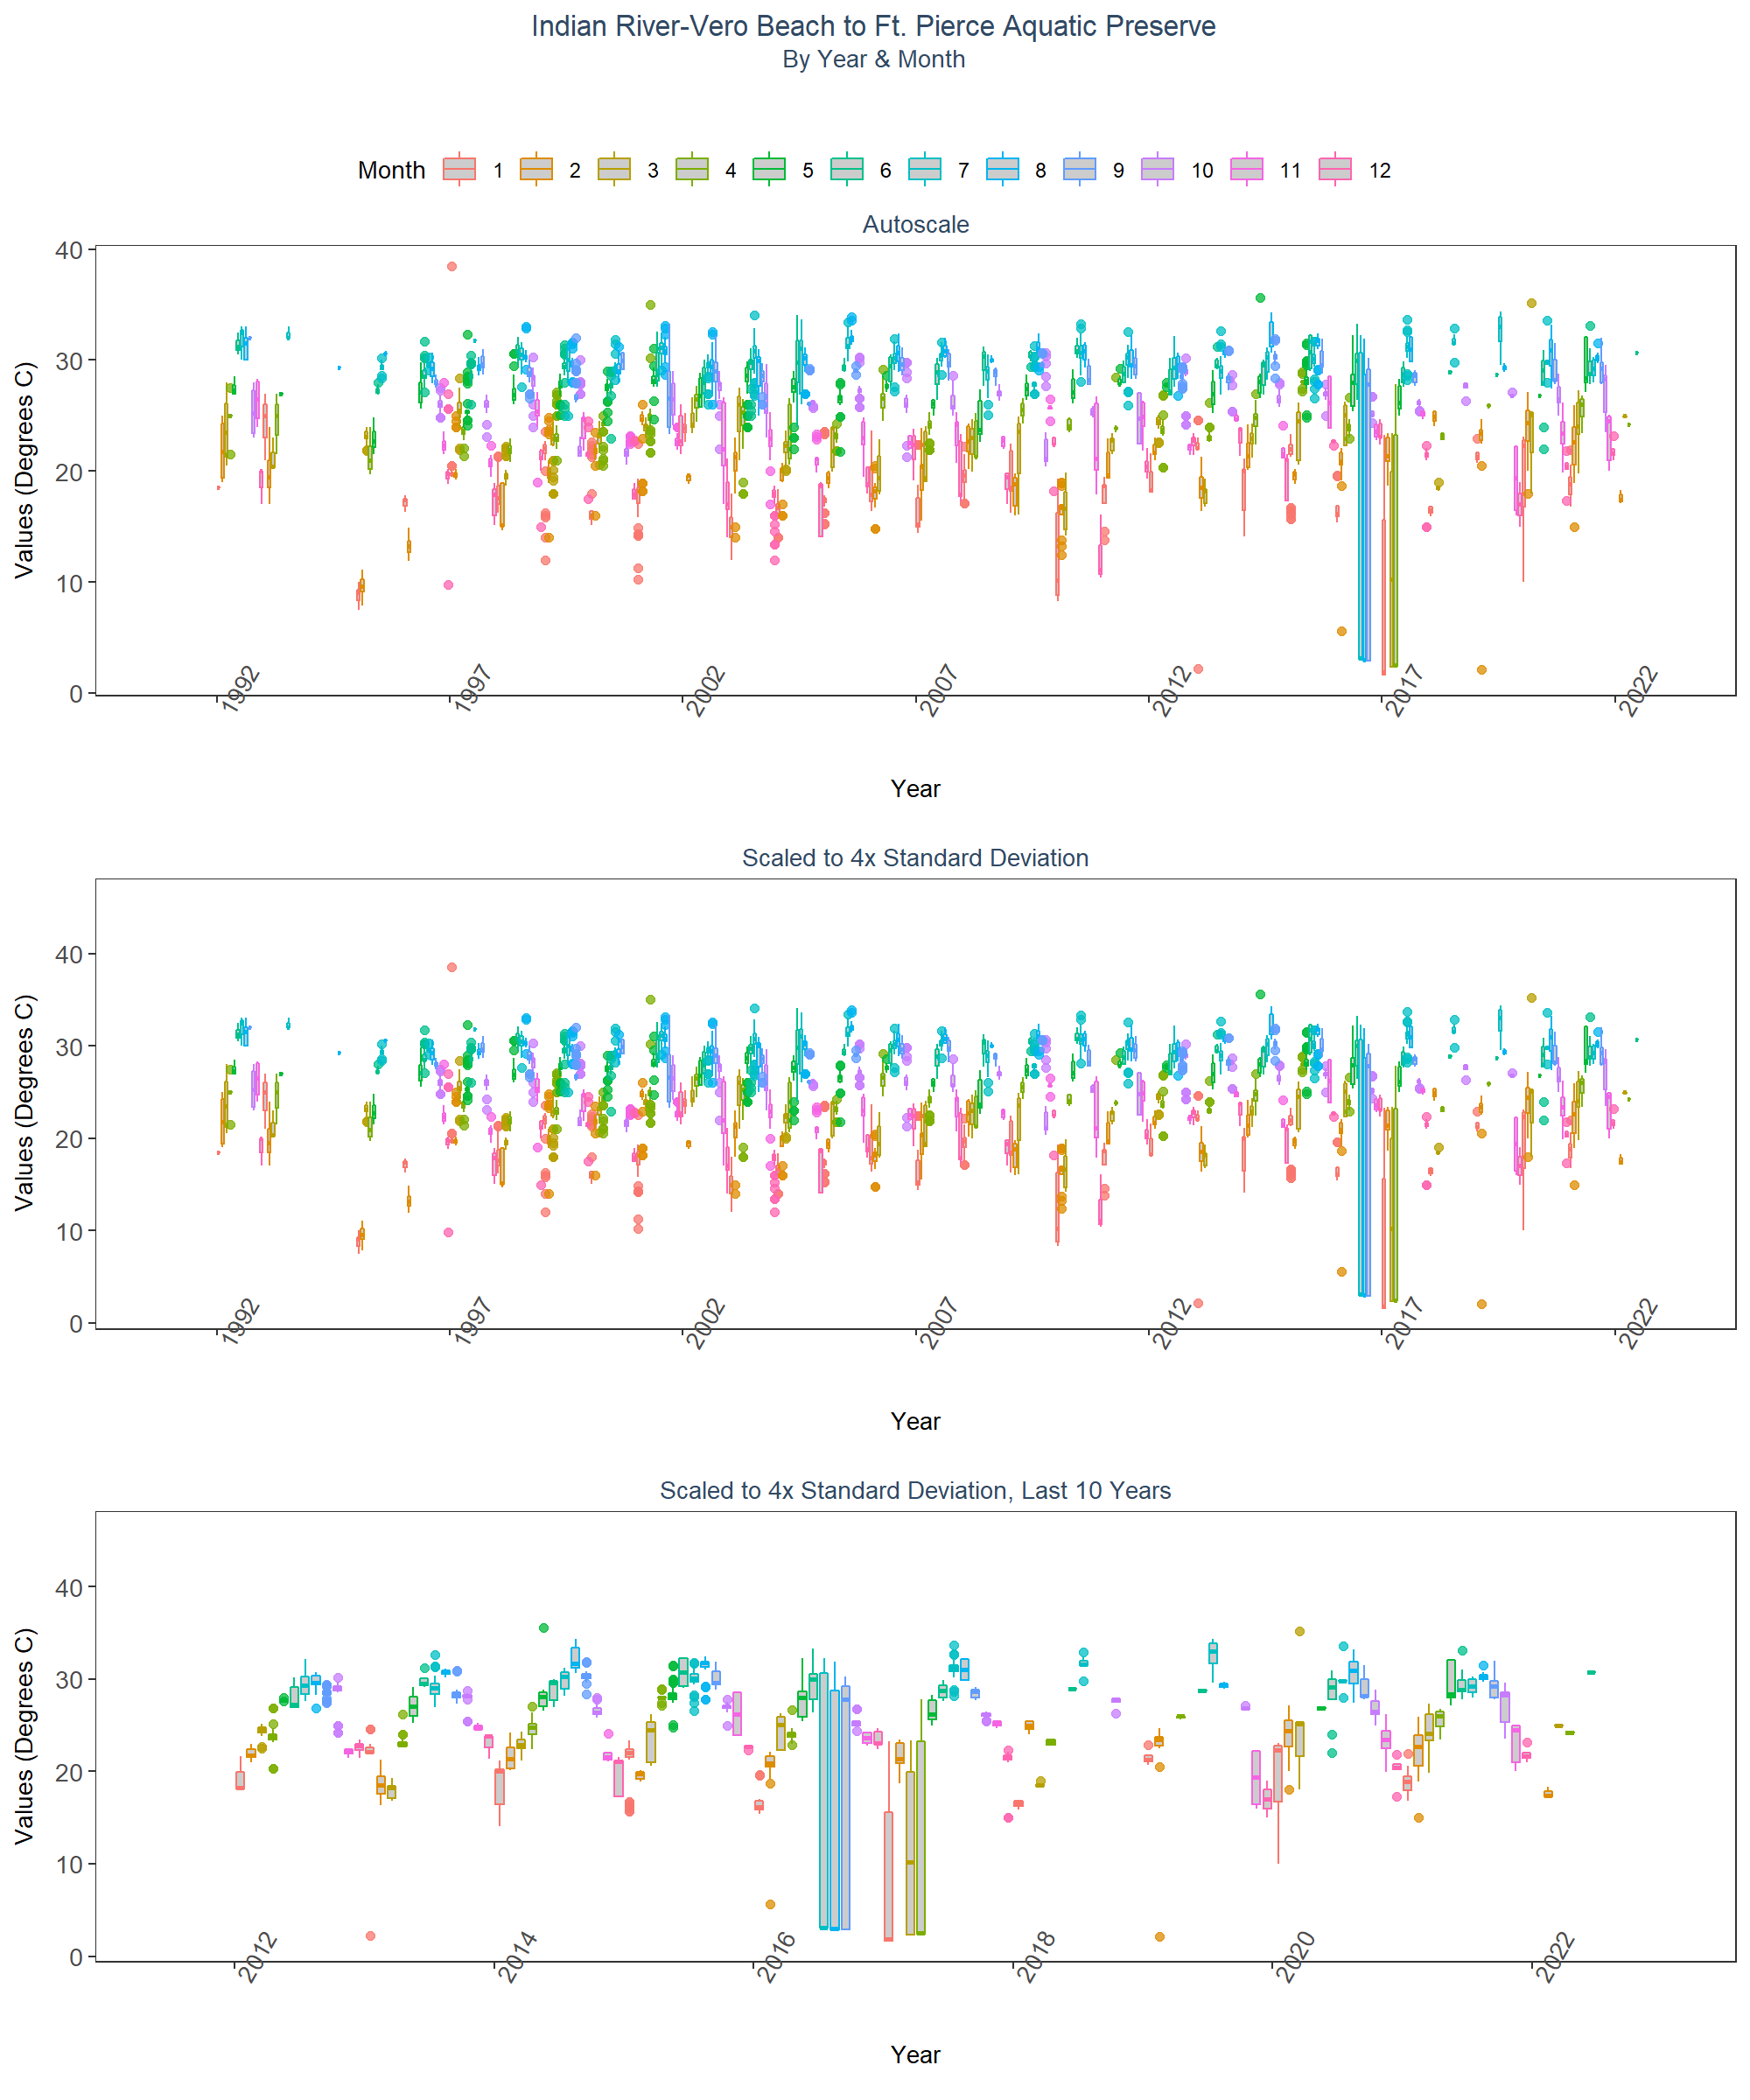 Indian River-Vero Beach to Ft. Pierce Aquatic Preserve
By Year & Month
Month 1 2 3 4 5 6 7 8 9 10 11 12
Autoscale
Values (Degrees C)
40
30
20
10
0
1992 1997 2002 2007 2012 2017 2022
Year
Scaled to 4x Standard Deviation
Values (Degrees C)
40
30
20
10
0
1992 1997 2002 2007 2012 2017 2022
Year
Scaled to 4x Standard Deviation, Last 10 Years
Values (Degrees C)
40
30
20
10
0
2012 2014 2016 2018 2020 2022
Year